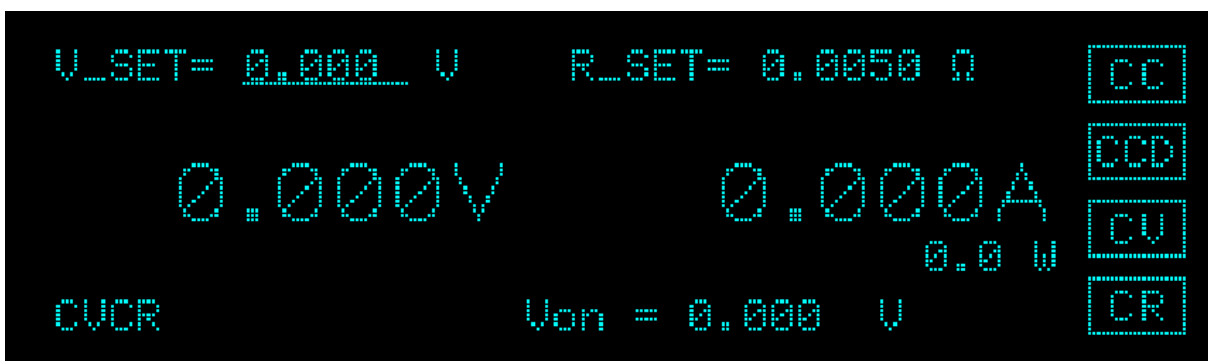 V_SET= 0.000 V R_SET= 0.0050 Ω
CC
CCD
0.000V 0.000A
CV
0.0 W
CR
CVCR Von = 0.000 V